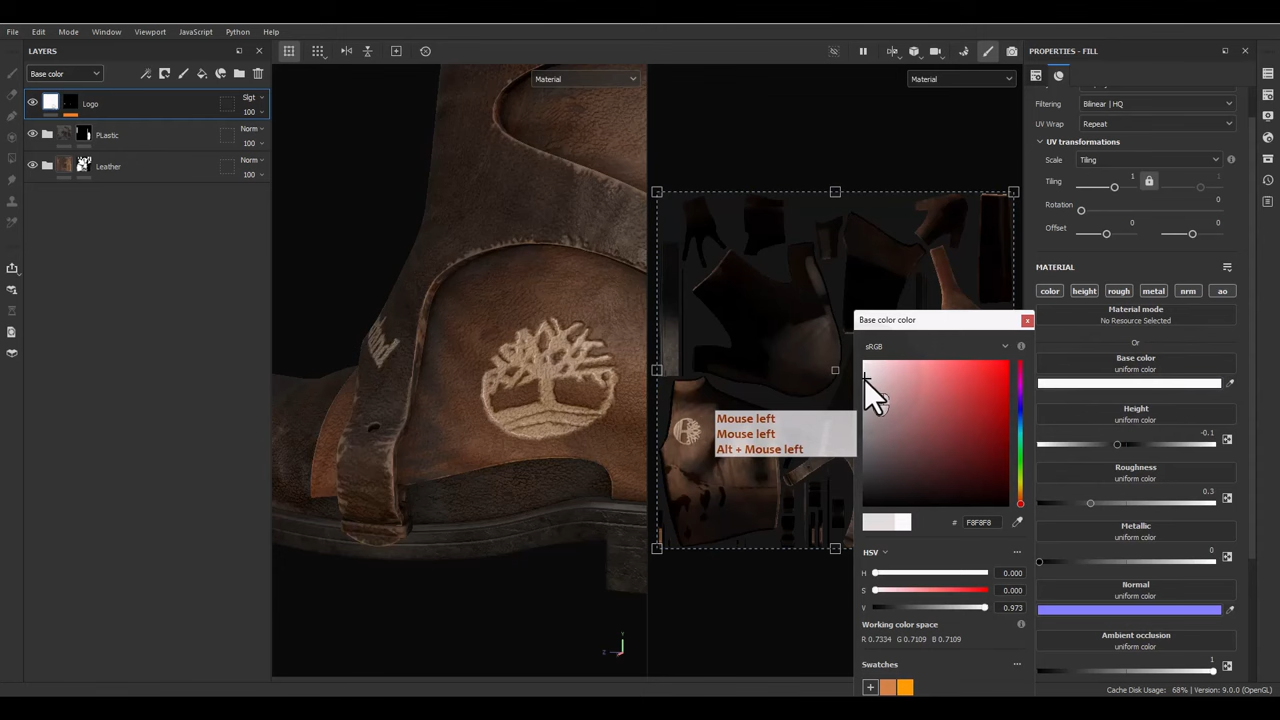 File Edit Mode Window Viewport JavaScript Python Help
LAYERS
Base color
Logo
Slgt
100
PLastic
Norm
100
Leather
Norm
100
Material
Material
Mouse left
Mouse left
Alt + Mouse left
PROPERTIES - FILL
Filtering Bilinear | HQ
UV Wrap Repeat
UV transformations
Scale Tiling
Tiling 1
Rotation 0
Offset 0 0
MATERIAL
color height rough metal nrm ao
Material mode
No Resource Selected
Or
Base color
uniform color
Height
uniform color
-0.1
Roughness
uniform color
0.3
Metallic
uniform color
0
Normal
uniform color
Ambient occlusion
uniform color
1
Base color color
x
sRGB
# F8F8F8
HSV
H 0.000
S 0.000
V 0.973
Working color space
R 0.7334 G 0.7109 B 0.7109
Swatches
Y
Z
Cache Disk Usage: 68% | Version: 9.0.0 (OpenGL)